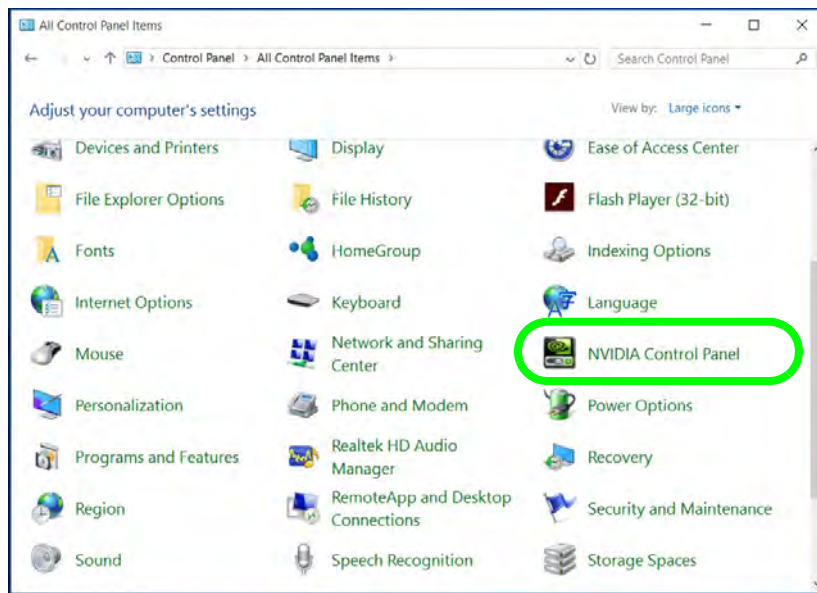 All Control Panel Items
Control Panel > All Control Panel Items >
Search Control Panel
Adjust your computer's settings
View by: Large icons
Devices and Printers
Display
Ease of Access Center
File Explorer Options
File History
Flash Player (32-bit)
Fonts
HomeGroup
Indexing Options
Internet Options
Keyboard
Language
Mouse
Network and Sharing
Center
NVIDIA Control Panel
Personalization
Phone and Modem
Power Options
Programs and Features
Realtek HD Audio
Manager
Recovery
Region
RemoteApp and Desktop
Connections
Security and Maintenance
Sound
Speech Recognition
Storage Spaces